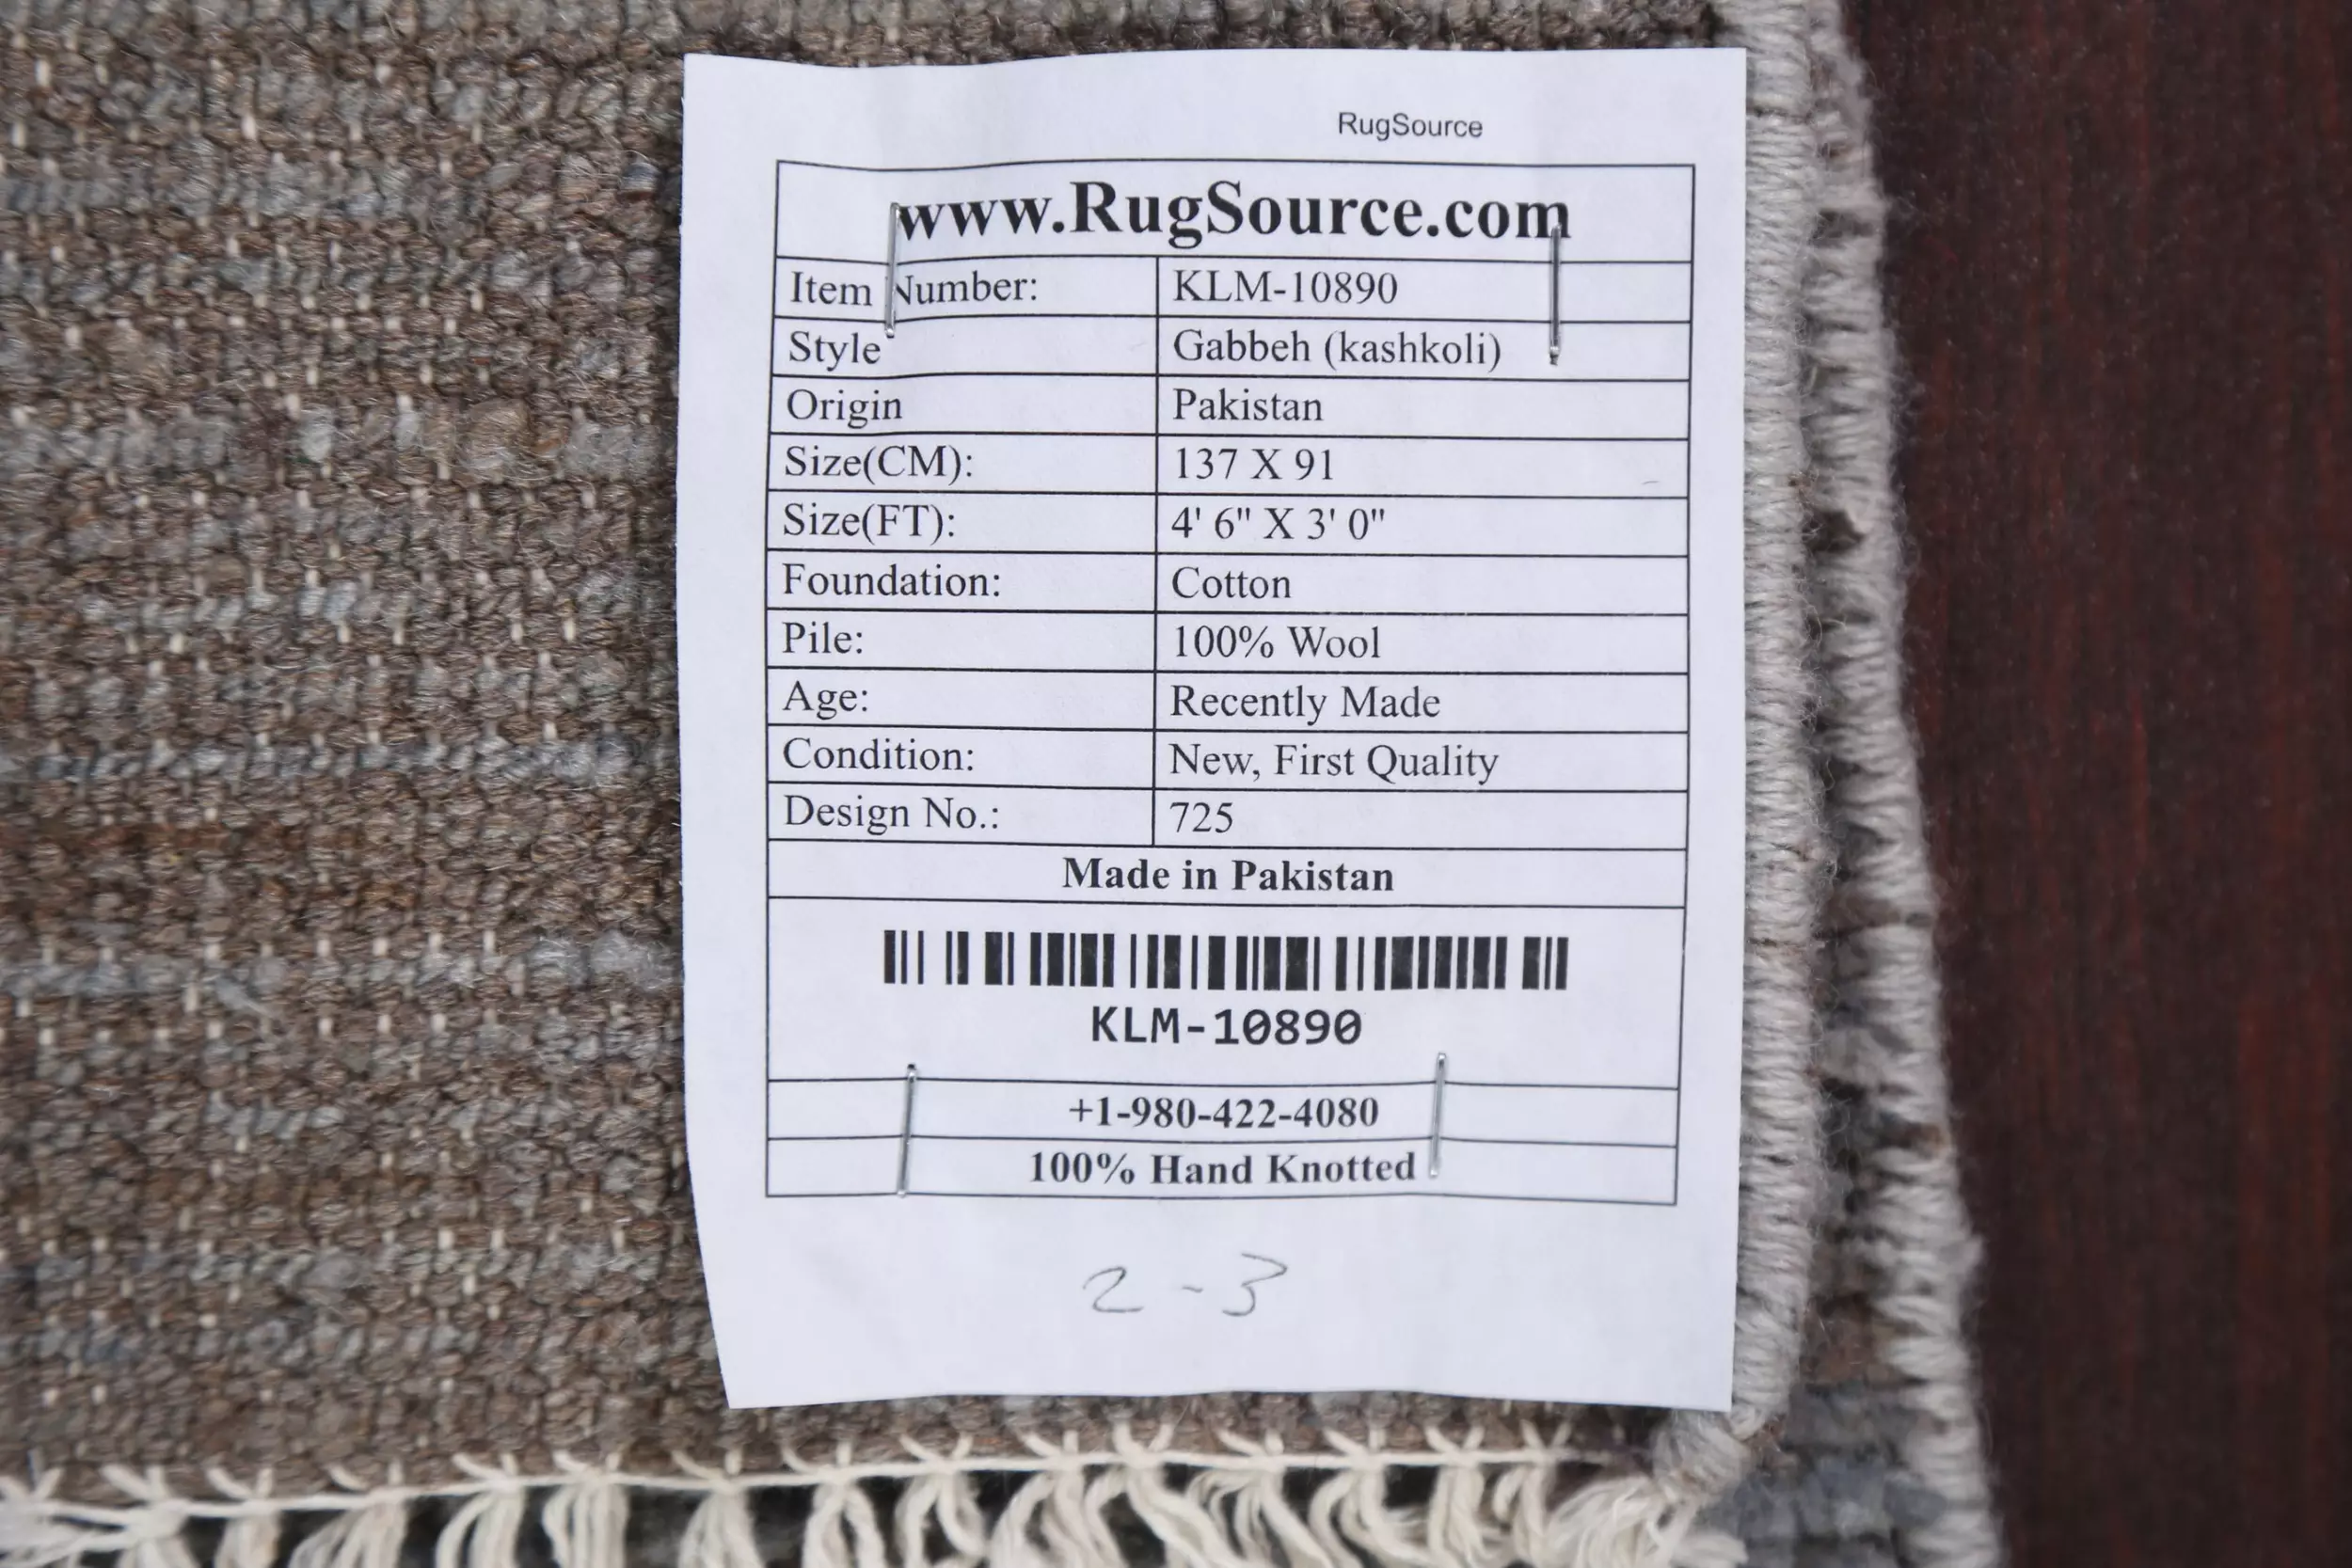 RugSource
www.RugSource.com
Item Number: KLM-10890
Style Gabbeh (kashkoli)
Origin Pakistan
Size(CM): 137 X 91
Size(FT): 4' 6" X 3' 0"
Foundation: Cotton
Pile: 100% Wool
Age: Recently Made
Condition: New, First Quality
Design No.: 725
Made in Pakistan
KLM-10890
+1-980-422-4080
100% Hand Knotted
2-3